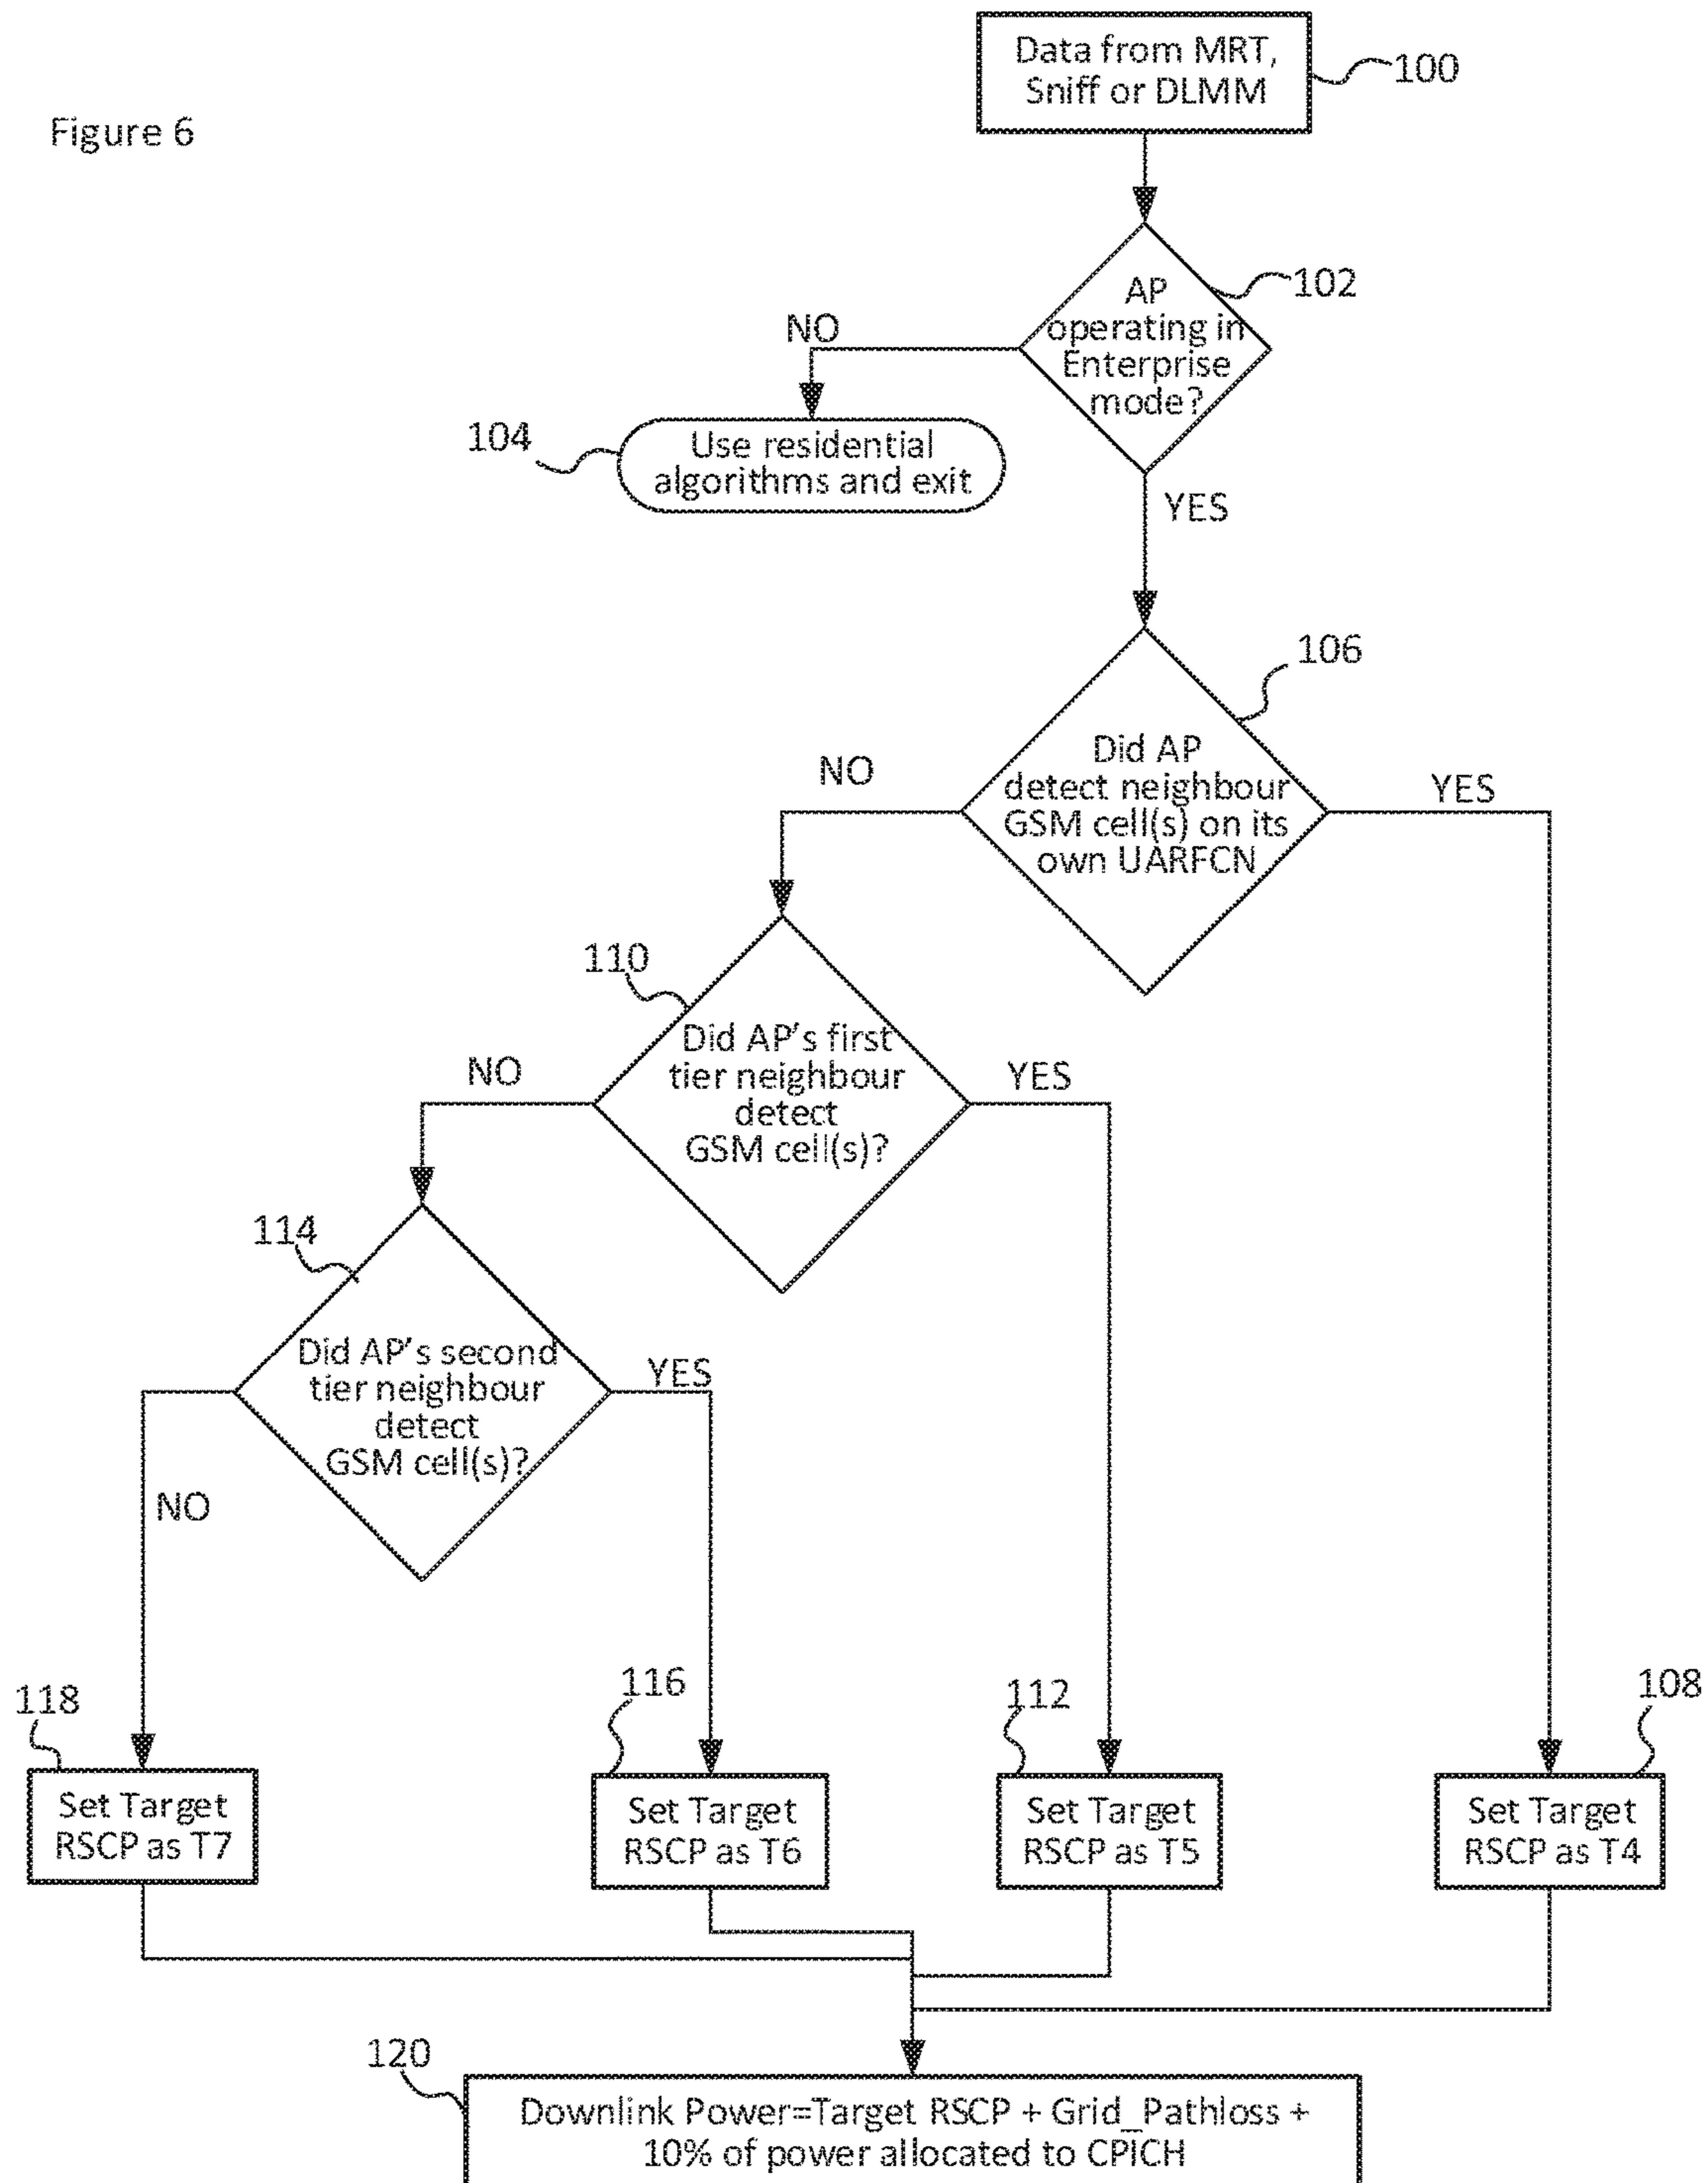 Figure 6
Data from MRT,
Sniff or DLMM
100
AP
operating in
Enterprise
mode?
102
NO
104
Use residential
algorithms and exit
YES
106
Did AP
detect neighbour
GSM cell(s) on its
own UARFCN
NO
YES
110
Did AP's first
tier neighbour
detect
GSM cell(s)?
NO
YES
114
Did AP's second
tier neighbour
detect
GSM cell(s)?
YES
NO
118
Set Target
RSCP as T7
116
Set Target
RSCP as T6
112
Set Target
RSCP as T5
108
Set Target
RSCP as T4
120
Downlink Power=Target RSCP + Grid_Pathloss +
10% of power allocated to CPICH